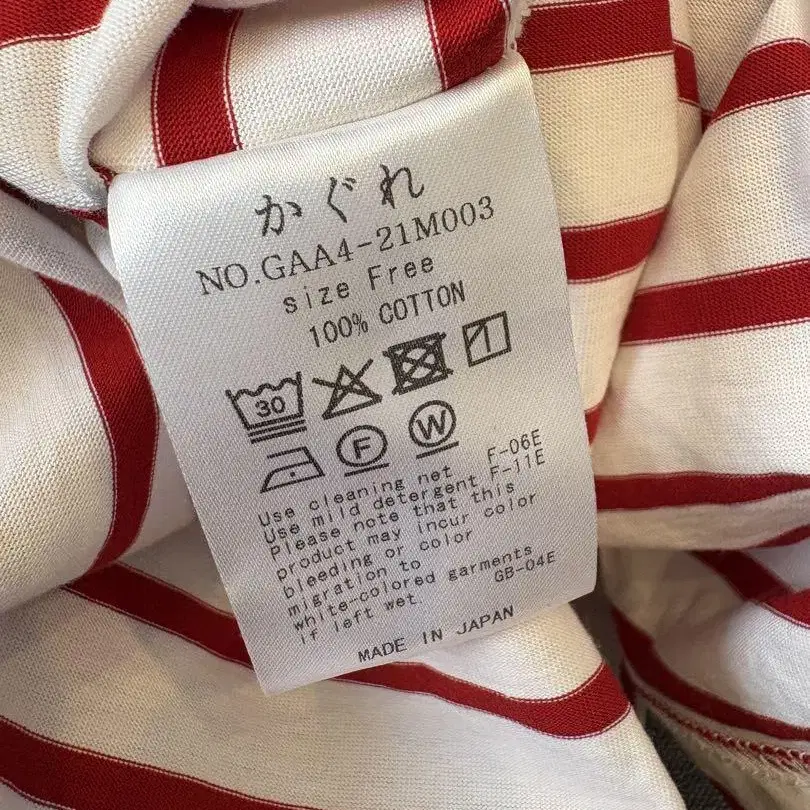 かぐれ
NO.GAA4-21M003
size Free
100% COTTON
30
F W
Use cleaning net F-06E
Use mild detergent F-11E
Please note that this
product may incur color
bleeding or color
migration to
white-colored garments
if left wet. GB-04E
MADE IN JAPAN